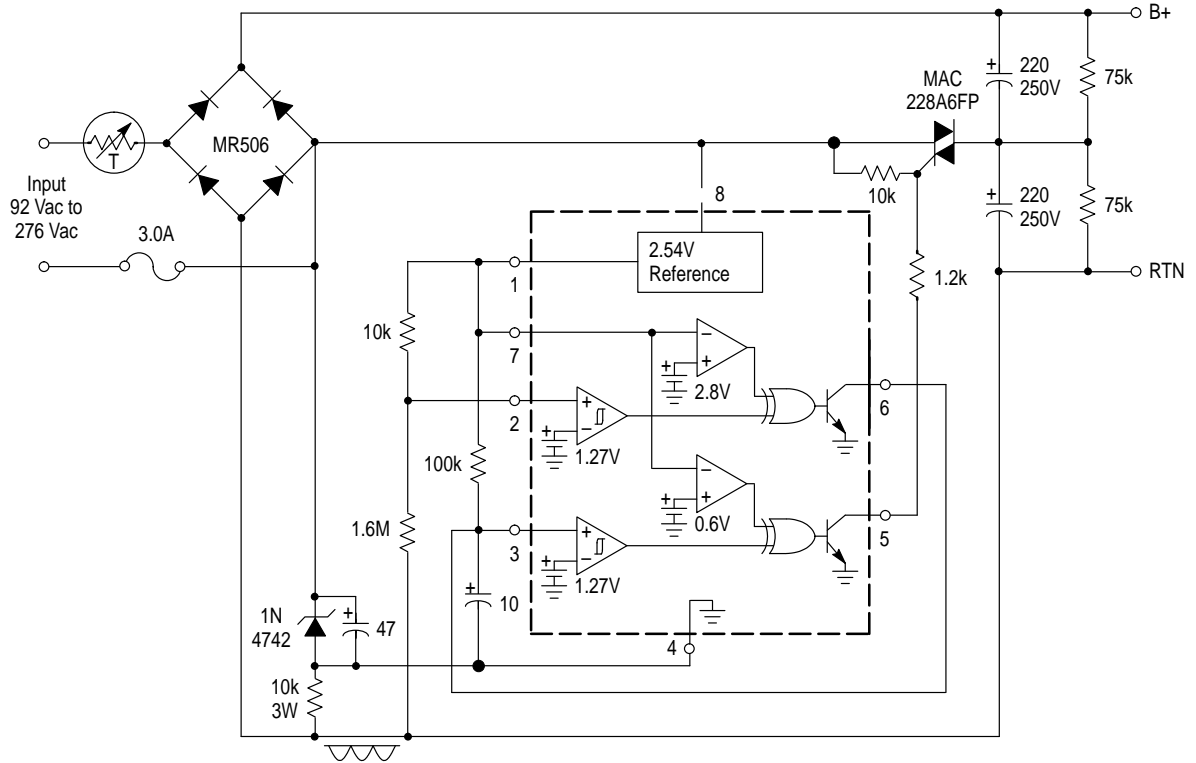 B+
220
250V
75k
MAC
228A6FP
MR506
T
Input
92 Vac to
276 Vac
3.0A
10k
8
220
250V
75k
2.54V
Reference
1
1.2k
RTN
10k
7
2.8V
6
2
1.27V
100k
0.6V
1.6M
3
5
1.27V
1N
4742
47
10
4
10k
3W